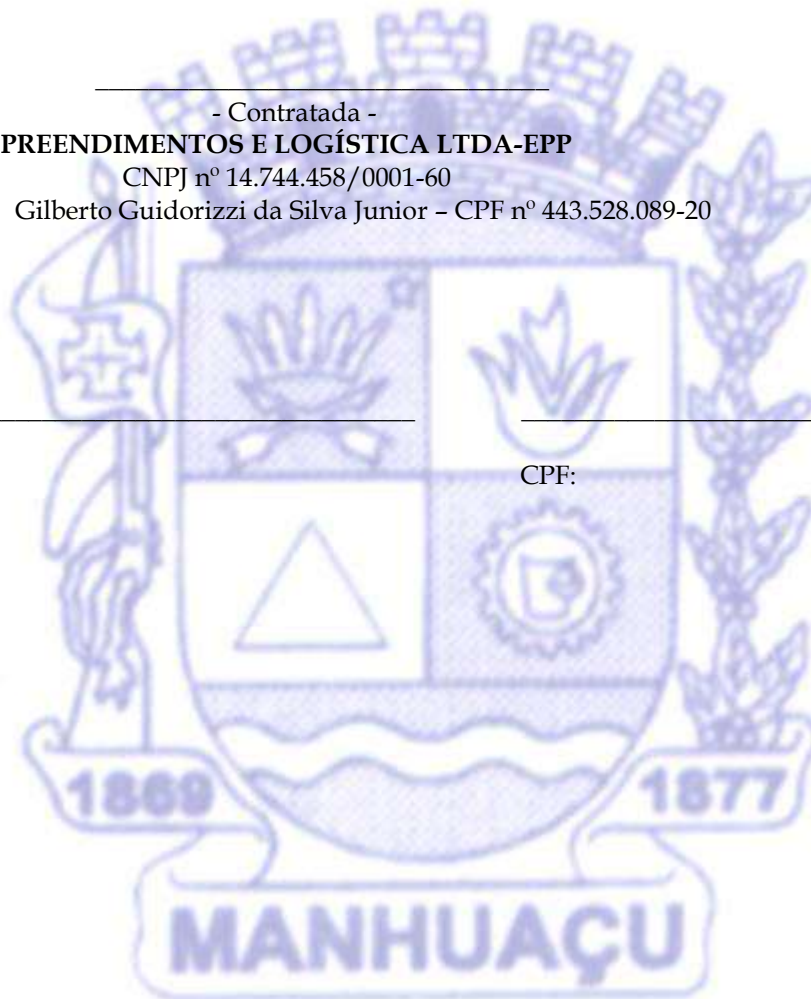 - Contratada -
PREENDIMENTOS E LOGÍSTICA LTDA-EPP
CNPJ nº 14.744.458/0001-60
Gilberto Guidorizzi da Silva Junior – CPF nº 443.528.089-20
CPF:
1869
1877
MANHUAÇU